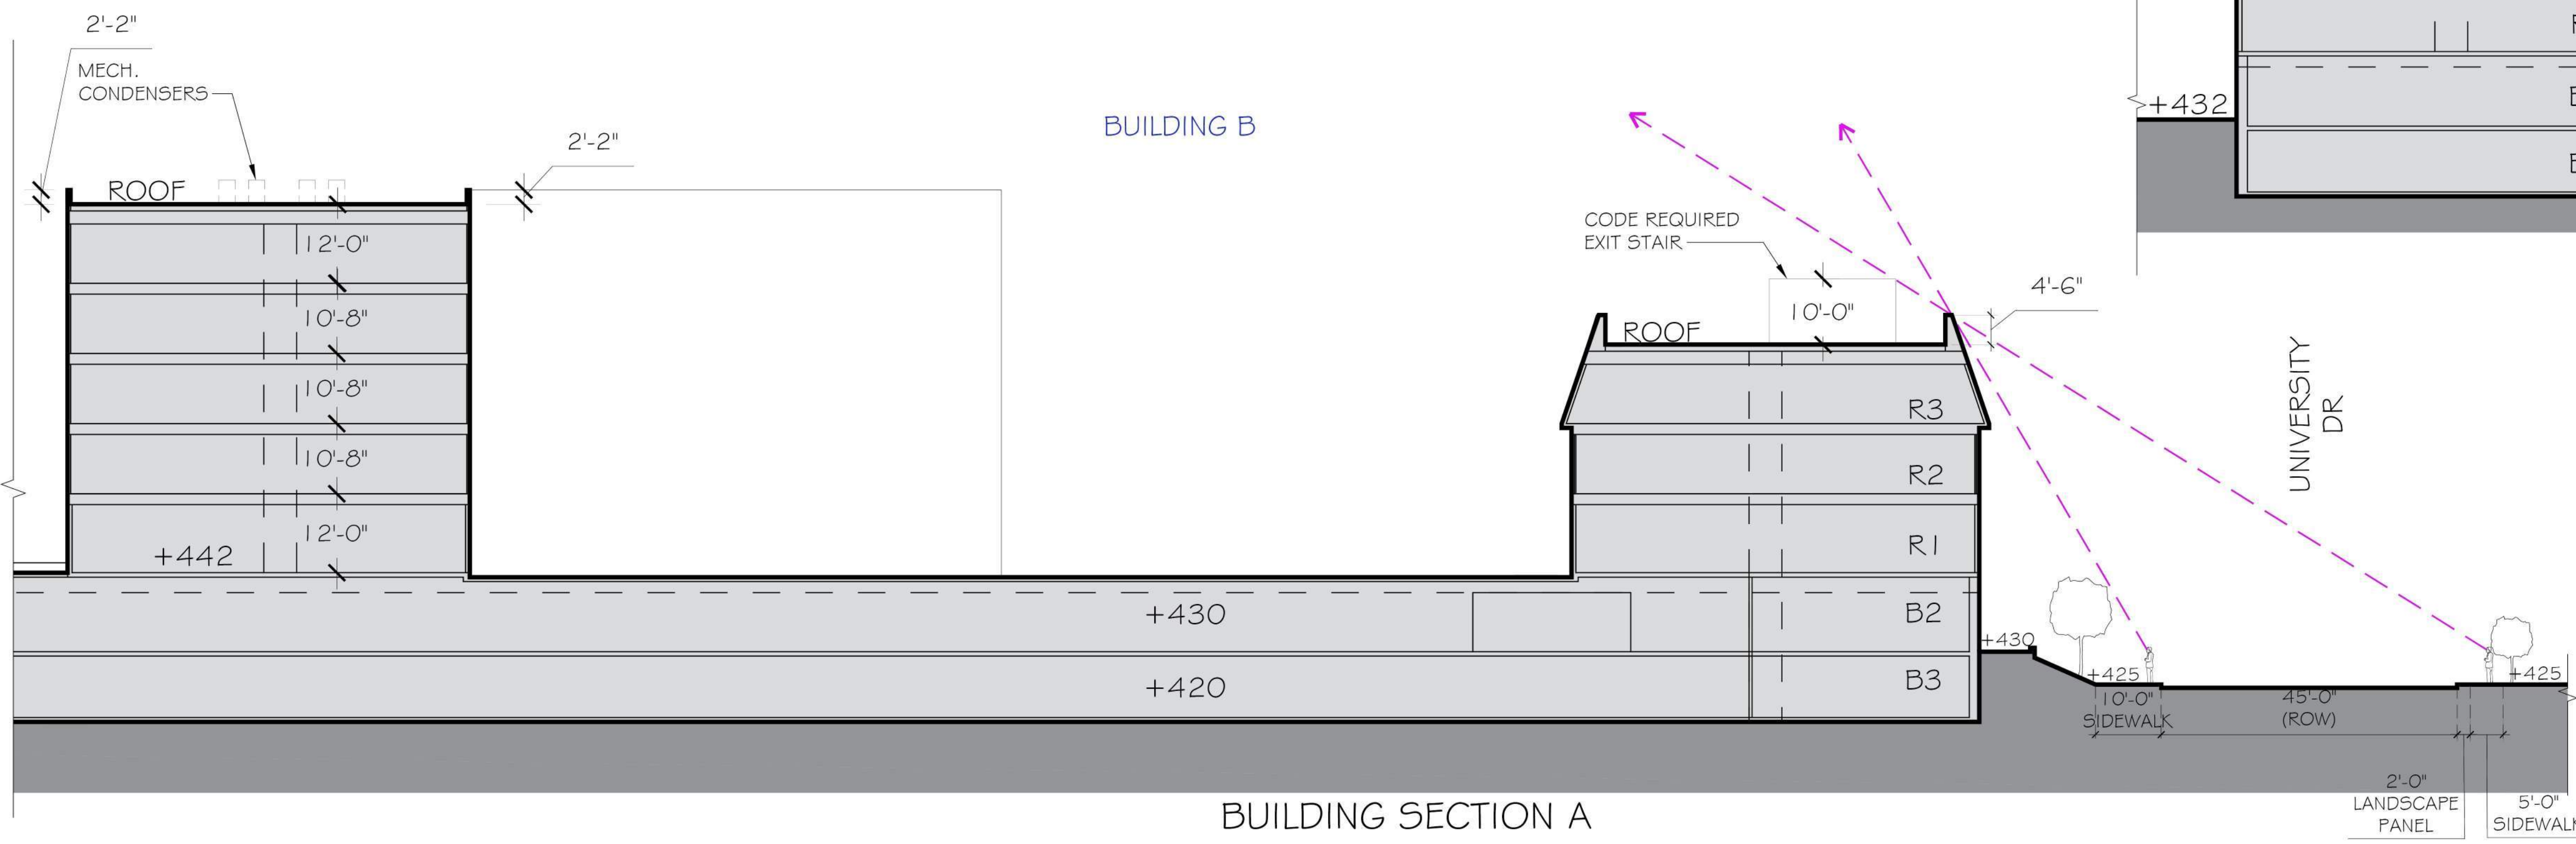 2'-2"
MECH.
CONDENSERS
ROOF
2'-2"
BUILDING B
12'-0"
10'-8"
10'-8"
10'-8"
12'-0"
+442
CODE REQUIRED
EXIT STAIR
10'-0"
ROOF
4'-6"
R3
R2
R1
B2
B3
+430
+420
UNIVERSITY
DR
+432
+430
+425
10'-0"
SIDEWALK
45'-0"
(ROW)
+425
2'-0"
LANDSCAPE
PANEL
5'-0"
SIDEWALK
BUILDING SECTION A